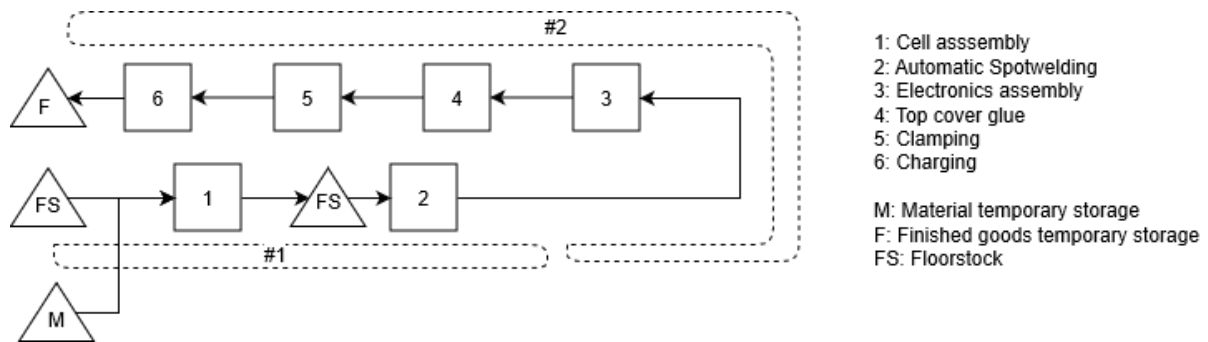 #2
F
6
5
4
3
FS
1
FS
2
#1
M
1: Cell asssembly
2: Automatic Spotwelding
3: Electronics assembly
4: Top cover glue
5: Clamping
6: Charging
M: Material temporary storage
F: Finished goods temporary storage
FS: Floorstock